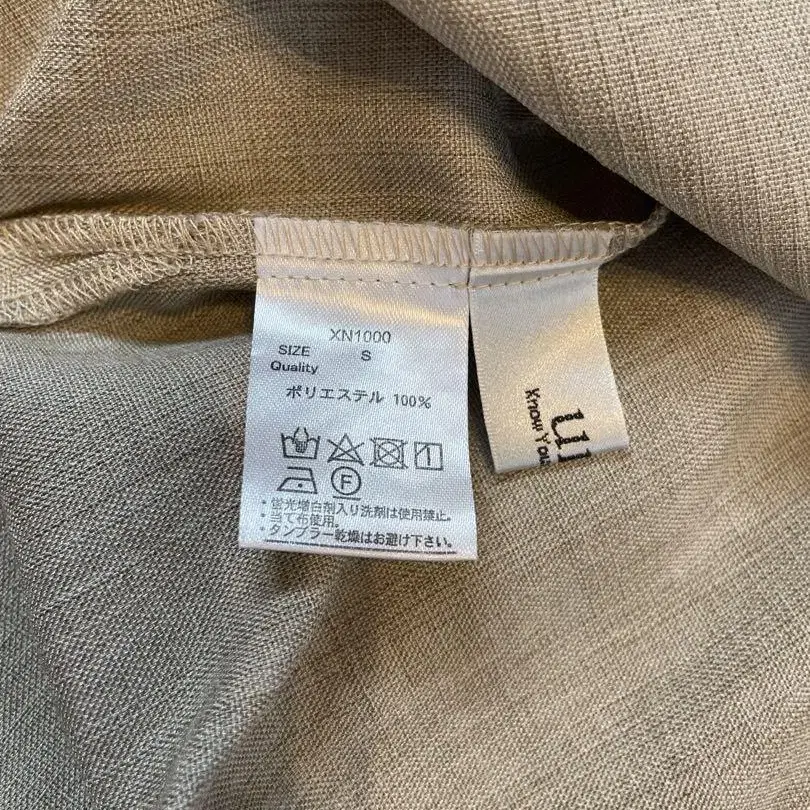 XN1000
SIZE S
Quality
ポリエステル 100%
F
・蛍光増白剤入り洗剤は使用禁止。
・当て布使用。
・タンブラー乾燥はお避け下さい。
Know